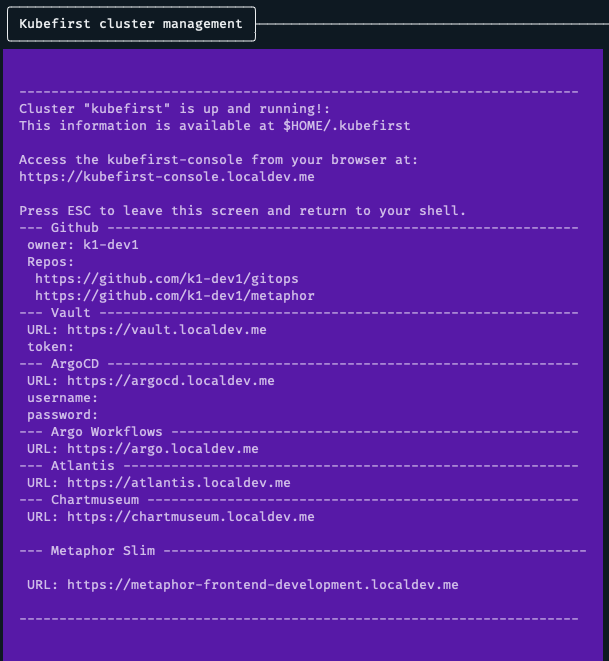 Kubefirst cluster management
----------------------------------------------------------------------
Cluster "kubefirst" is up and running!:
This information is available at $HOME/.kubefirst
Access the kubefirst-console from your browser at:
https://kubefirst-console.localdev.me
Press ESC to leave this screen and return to your shell.
--- Github -----------------------------------------------------------
owner: k1-dev1
Repos:
https://github.com/k1-dev1/gitops
https://github.com/k1-dev1/metaphor
--- Vault ------------------------------------------------------------
URL: https://vault.localdev.me
token:
--- ArgoCD -----------------------------------------------------------
URL: https://argocd.localdev.me
username:
password:
--- Argo Workflows ---------------------------------------------------
URL: https://argo.localdev.me
--- Atlantis ---------------------------------------------------------
URL: https://atlantis.localdev.me
--- Chartmuseum ------------------------------------------------------
URL: https://chartmuseum.localdev.me
--- Metaphor Slim -----------------------------------------------------
URL: https://metaphor-frontend-development.localdev.me
----------------------------------------------------------------------